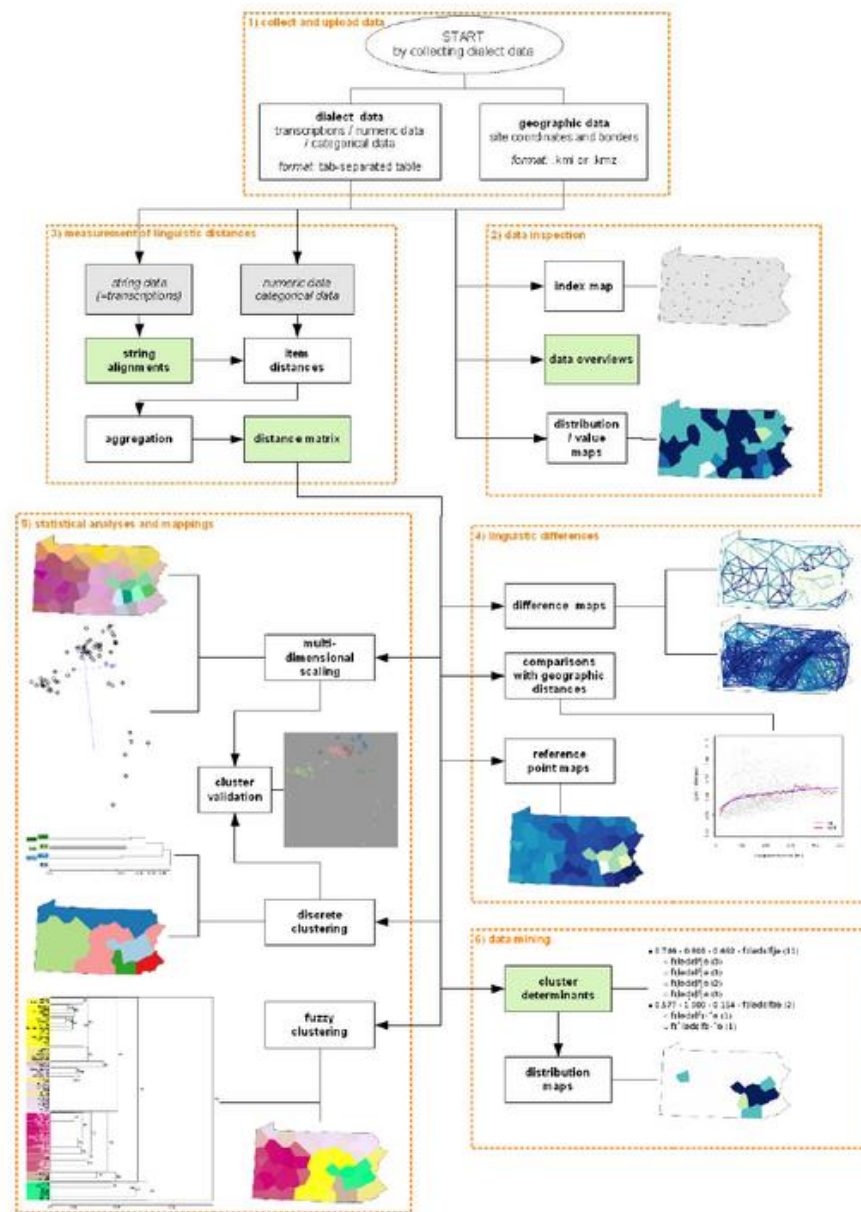 1) collect and upload data
START
by collecting dialect data
dialect data
transcriptions / numeric data
/ categorical data
format: tab-separated table
geographic data
site coordinates and borders
format: .kml or .kmz
3) measurement of linguistic distances
string data
(=transcriptions)
numeric data
categorical data
string
alignments
item
distances
aggregation
distance matrix
2) data inspection
index map
data overviews
distribution
/ value
maps
5) statistical analyses and mappings
multi-
dimensional
scaling
cluster
validation
discrete
clustering
fuzzy
clustering
4) linguistic differences
difference maps
comparisons
with geographic
distances
reference
point maps
6) data mining
cluster
determinants
distribution
maps